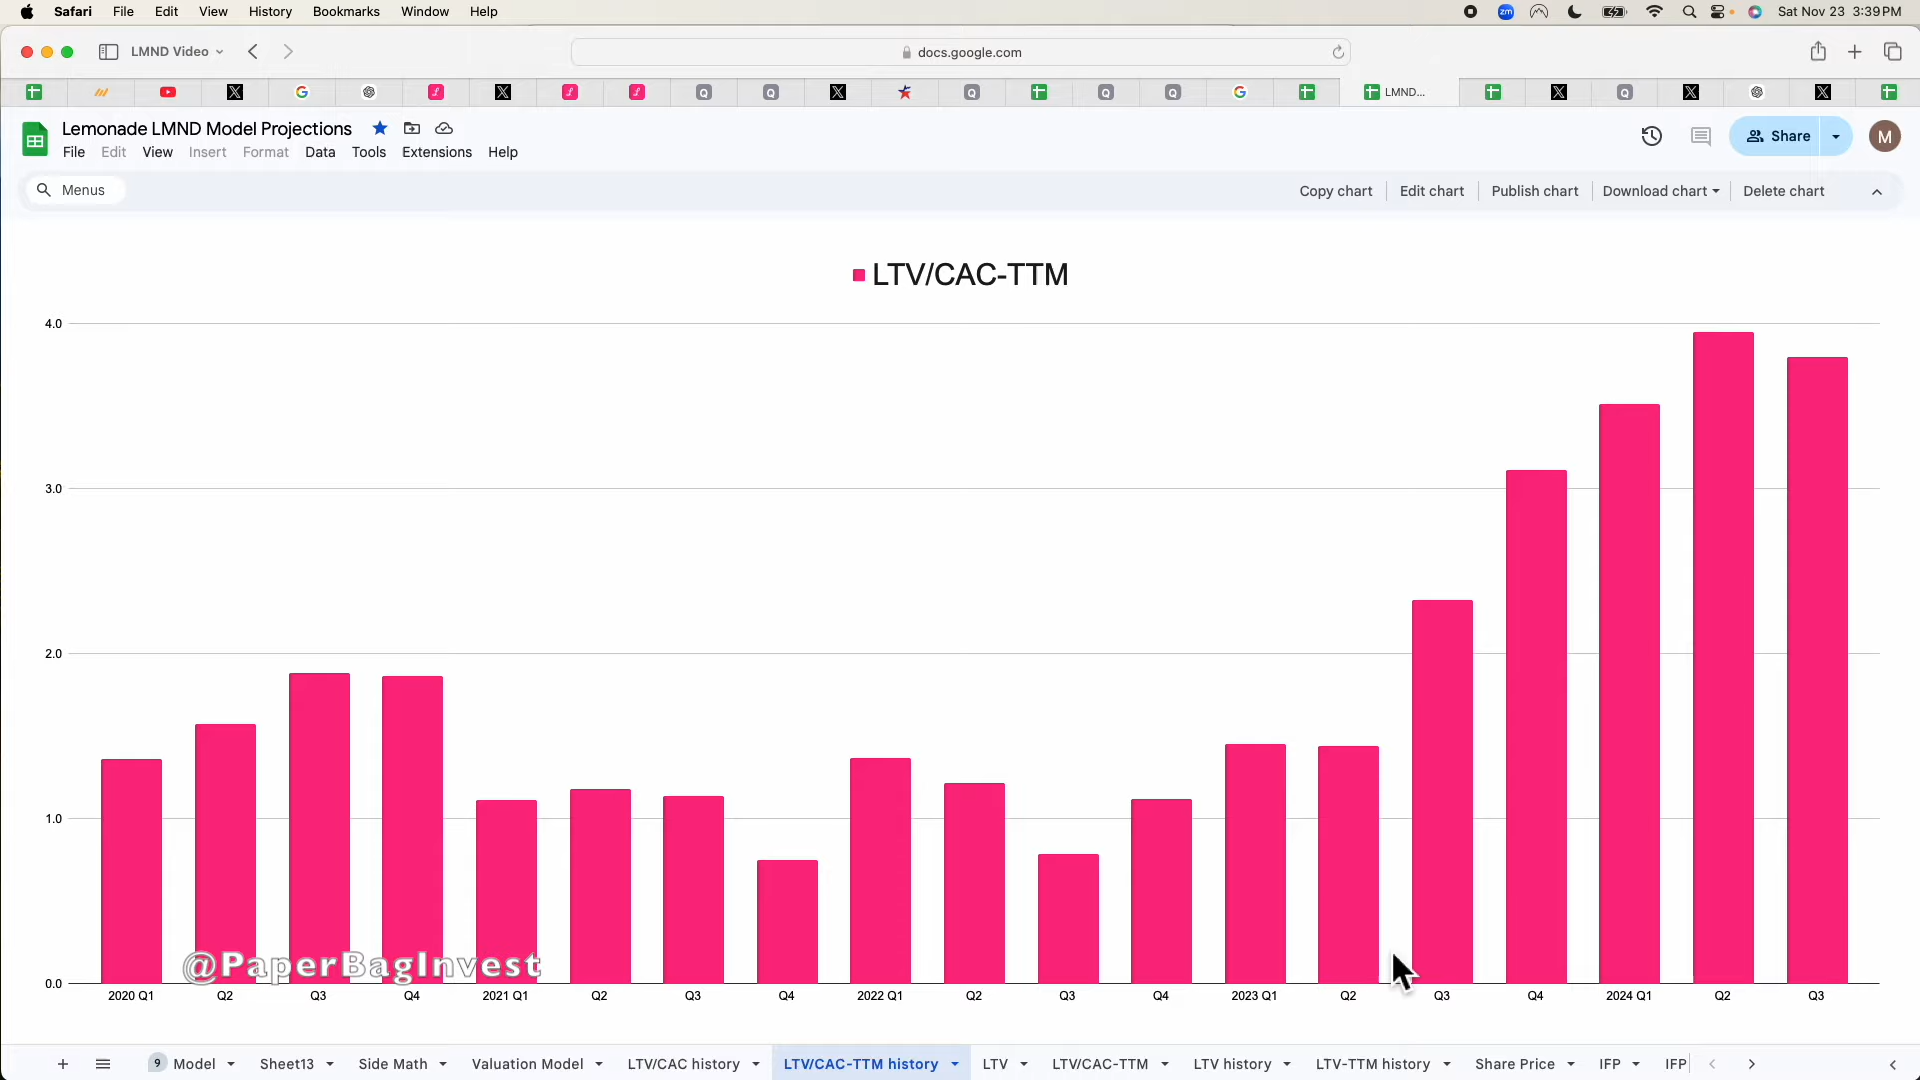 Safari File Edit View History Bookmarks Window Help zm Sat Nov 23 3:39 PM
LMND Video docs.google.com
LMND...
Lemonade LMND Model Projections
File Edit View Insert Format Data Tools Extensions Help Share M
Menus Copy chart Edit chart Publish chart Download chart Delete chart
LTV/CAC-TTM
4.0
3.0
2.0
1.0
0.0
@PaperBagInvest
2020 Q1 Q2 Q3 Q4 2021 Q1 Q2 Q3 Q4 2022 Q1 Q2 Q3 Q4 2023 Q1 Q2 Q3 Q4 2024 Q1 Q2 Q3
9 Model Sheet13 Side Math Valuation Model LTV/CAC history LTV/CAC-TTM history LTV LTV/CAC-TTM LTV history LTV-TTM history Share Price IFP IFP